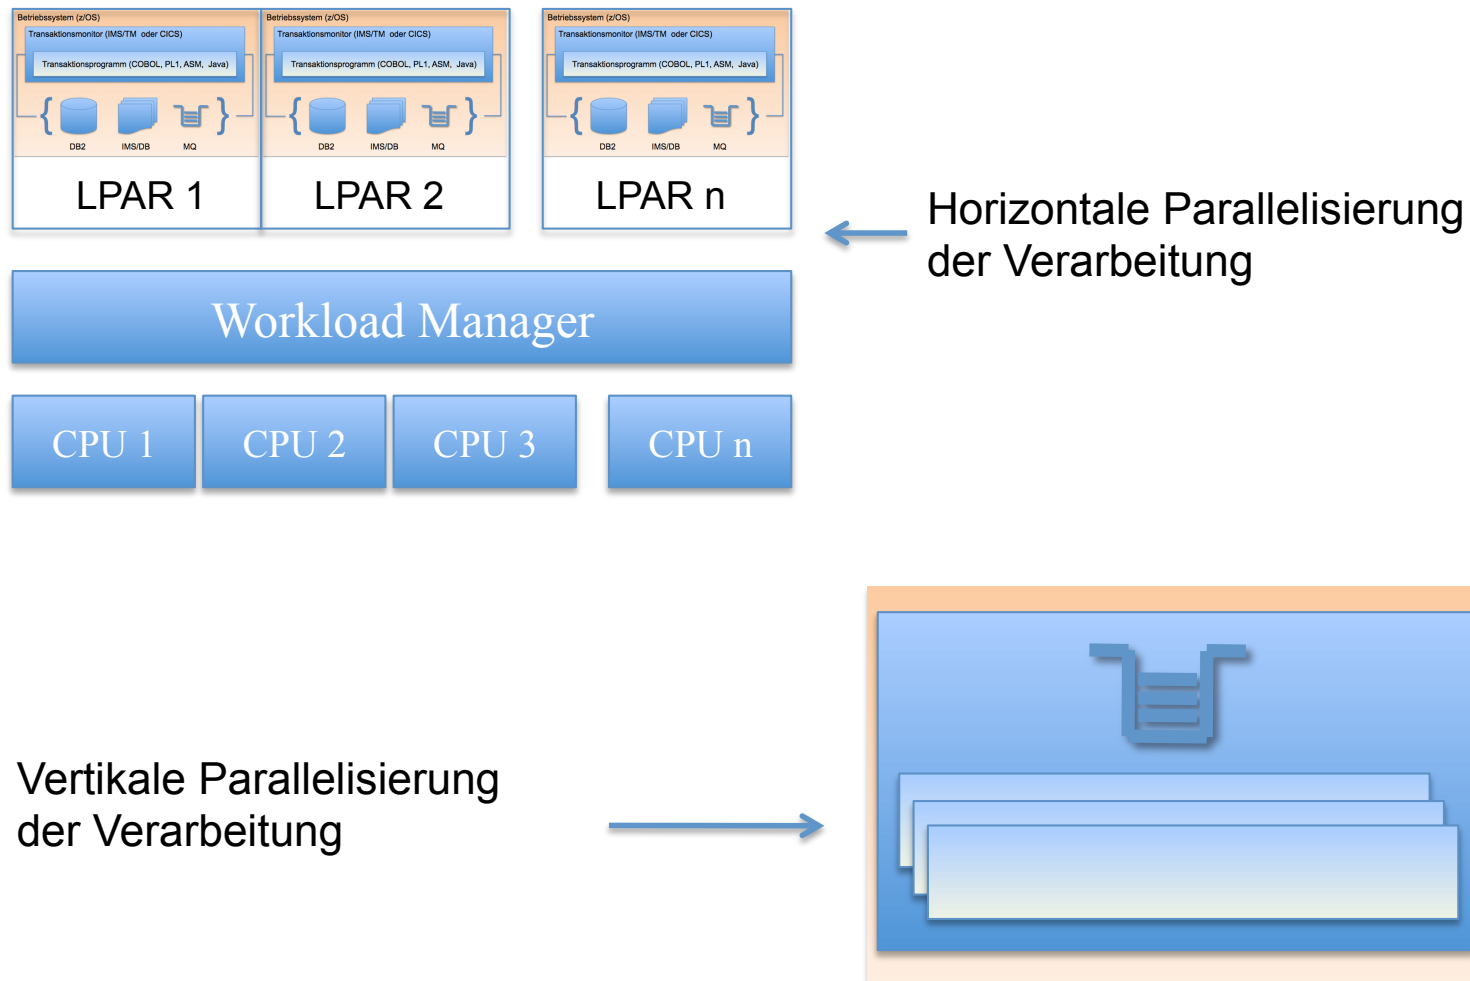 Betriebssystem (z/OS)
Transaktionsmonitor (IMS/TM oder CICS)
Transaktionsprogramm (COBOL, PL1, ASM, Java)
DB2 IMS/DB MQ
LPAR 1
Betriebssystem (z/OS)
Transaktionsmonitor (IMS/TM oder CICS)
Transaktionsprogramm (COBOL, PL1, ASM, Java)
DB2 IMS/DB MQ
LPAR 2
Betriebssystem (z/OS)
Transaktionsmonitor (IMS/TM oder CICS)
Transaktionsprogramm (COBOL, PL1, ASM, Java)
DB2 IMS/DB MQ
LPAR n
Horizontale Parallelisierung
der Verarbeitung
Workload Manager
CPU 1 CPU 2 CPU 3 CPU n
Vertikale Parallelisierung
der Verarbeitung